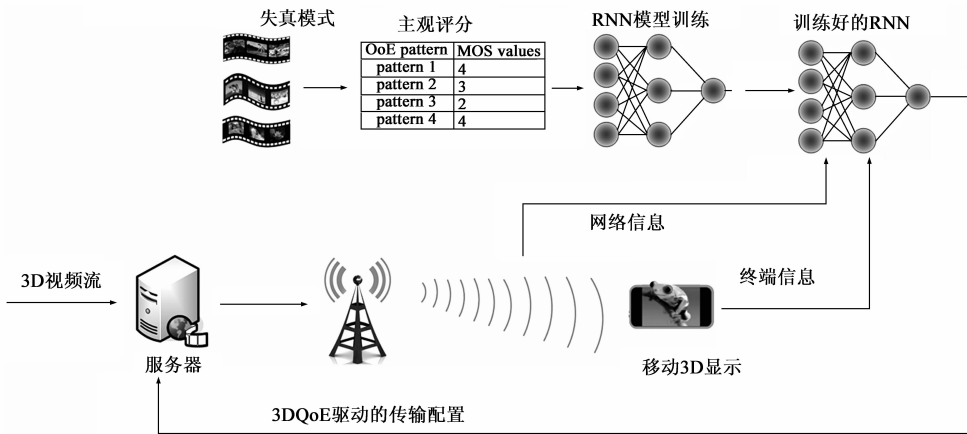 失真模式
主观评分
OoE pattern MOS values
pattern 1 4
pattern 2 3
pattern 3 2
pattern 4 4
RNN模型训练
训练好的RNN
网络信息
终端信息
3D视频流
服务器
移动3D显示
3DQoE驱动的传输配置